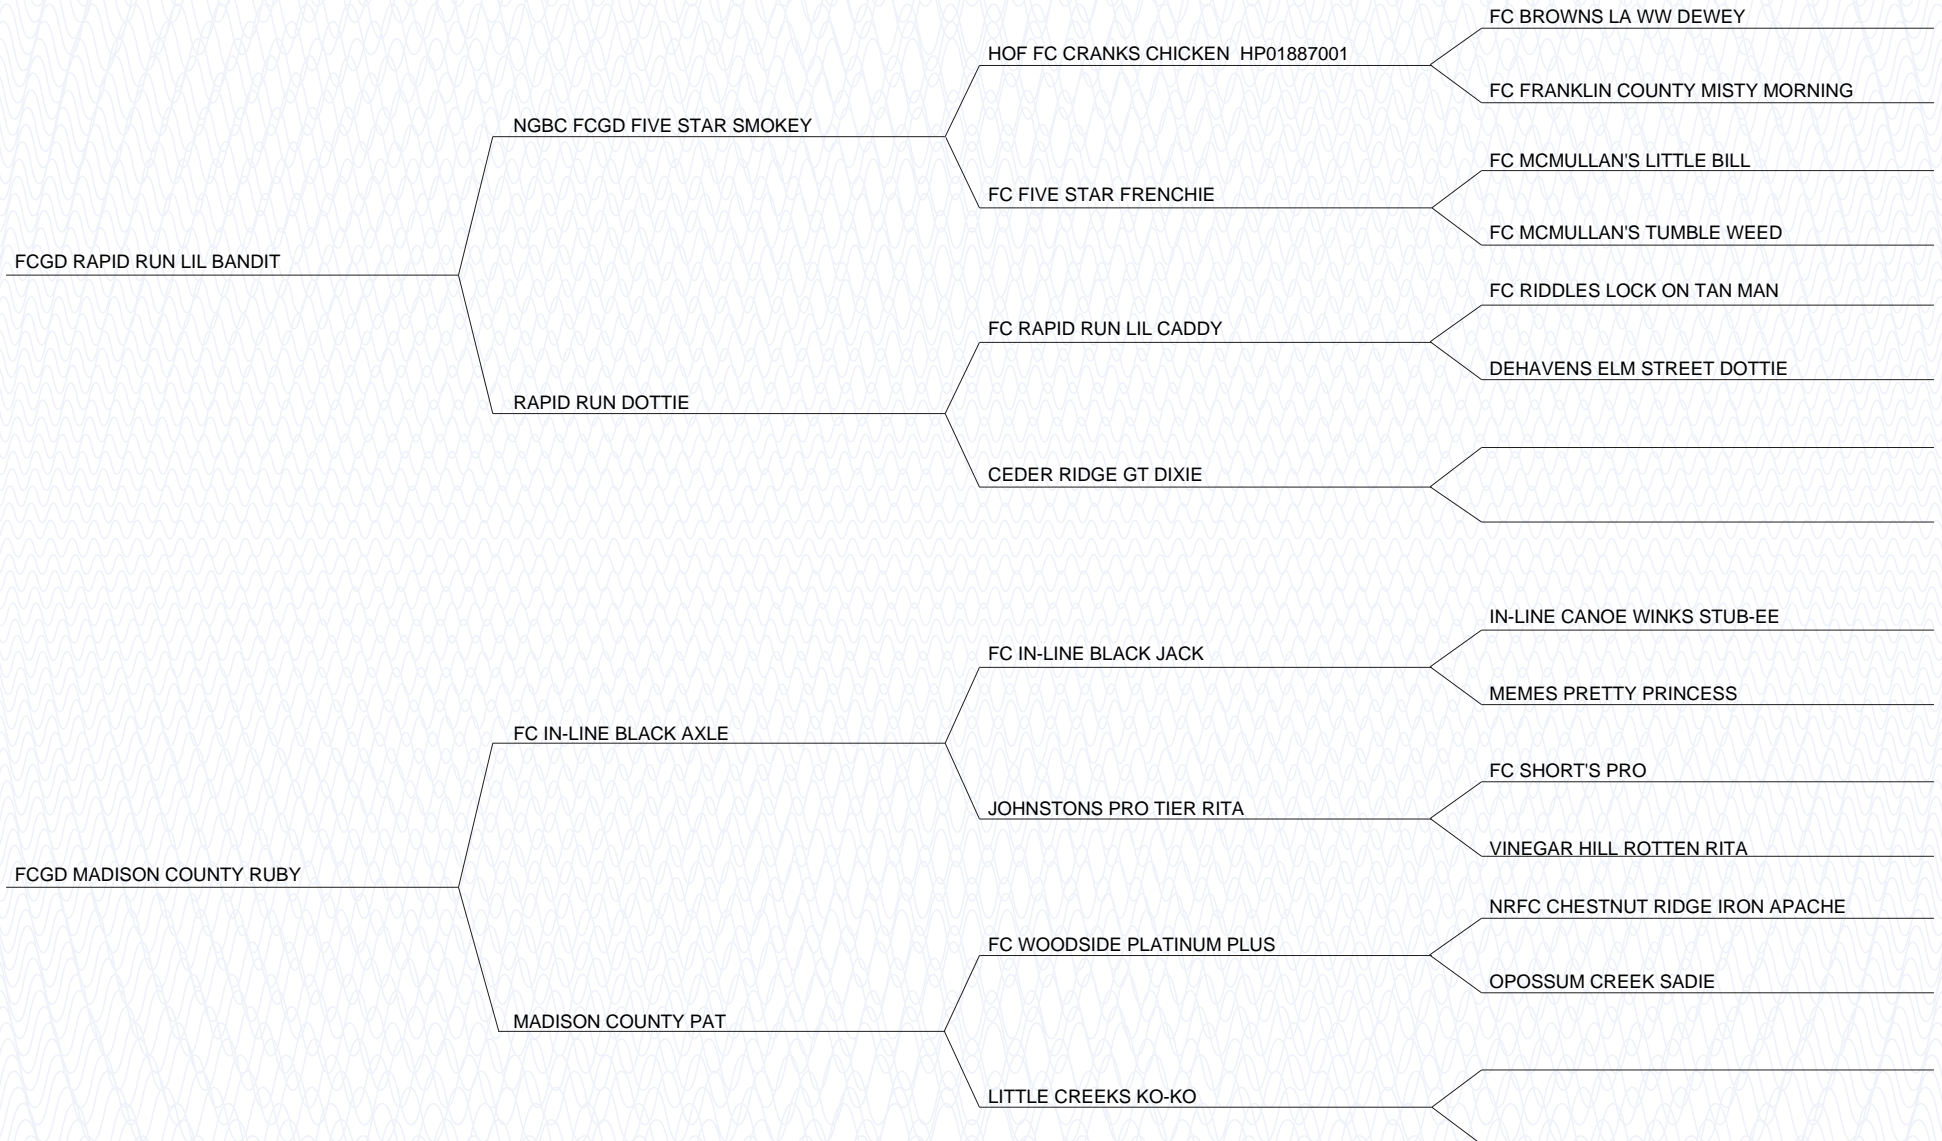 FC BROWNS LA WW DEWEY
HOF FC CRANKS CHICKEN  HP01887001
FC FRANKLIN COUNTY MISTY MORNING
NGBC FCGD FIVE STAR SMOKEY
FC MCMULLAN'S LITTLE BILL
FC FIVE STAR FRENCHIE
FC MCMULLAN'S TUMBLE WEED
FCGD RAPID RUN LIL BANDIT
FC RIDDLES LOCK ON TAN MAN
FC RAPID RUN LIL CADDY
DEHAVENS ELM STREET DOTTIE
RAPID RUN DOTTIE
CEDER RIDGE GT DIXIE
IN-LINE CANOE WINKS STUB-EE
FC IN-LINE BLACK JACK
MEMES PRETTY PRINCESS
FC IN-LINE BLACK AXLE
FC SHORT'S PRO
JOHNSTONS PRO TIER RITA
VINEGAR HILL ROTTEN RITA
FCGD MADISON COUNTY RUBY
NRFC CHESTNUT RIDGE IRON APACHE
FC WOODSIDE PLATINUM PLUS
OPOSSUM CREEK SADIE
MADISON COUNTY PAT
LITTLE CREEKS KO-KO